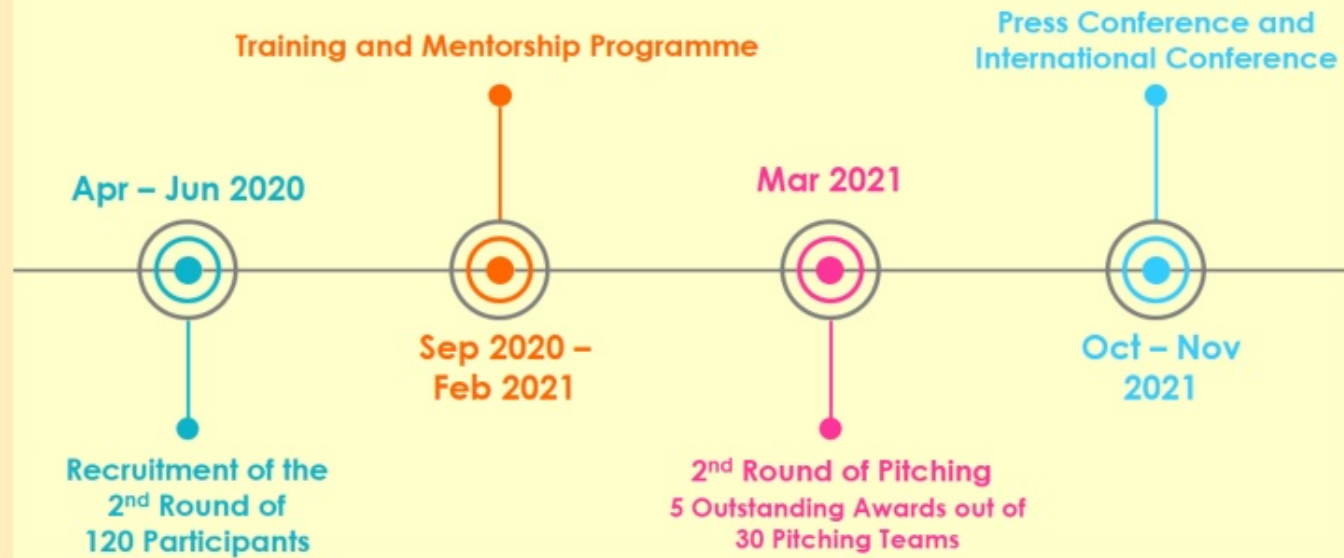 Training and Mentorship Programme
Press Conference and
International Conference
Apr – Jun 2020
Mar 2021
Sep 2020 –
Feb 2021
Oct – Nov
2021
Recruitment of the
2nd Round of
120 Participants
2nd Round of Pitching
5 Outstanding Awards out of
30 Pitching Teams